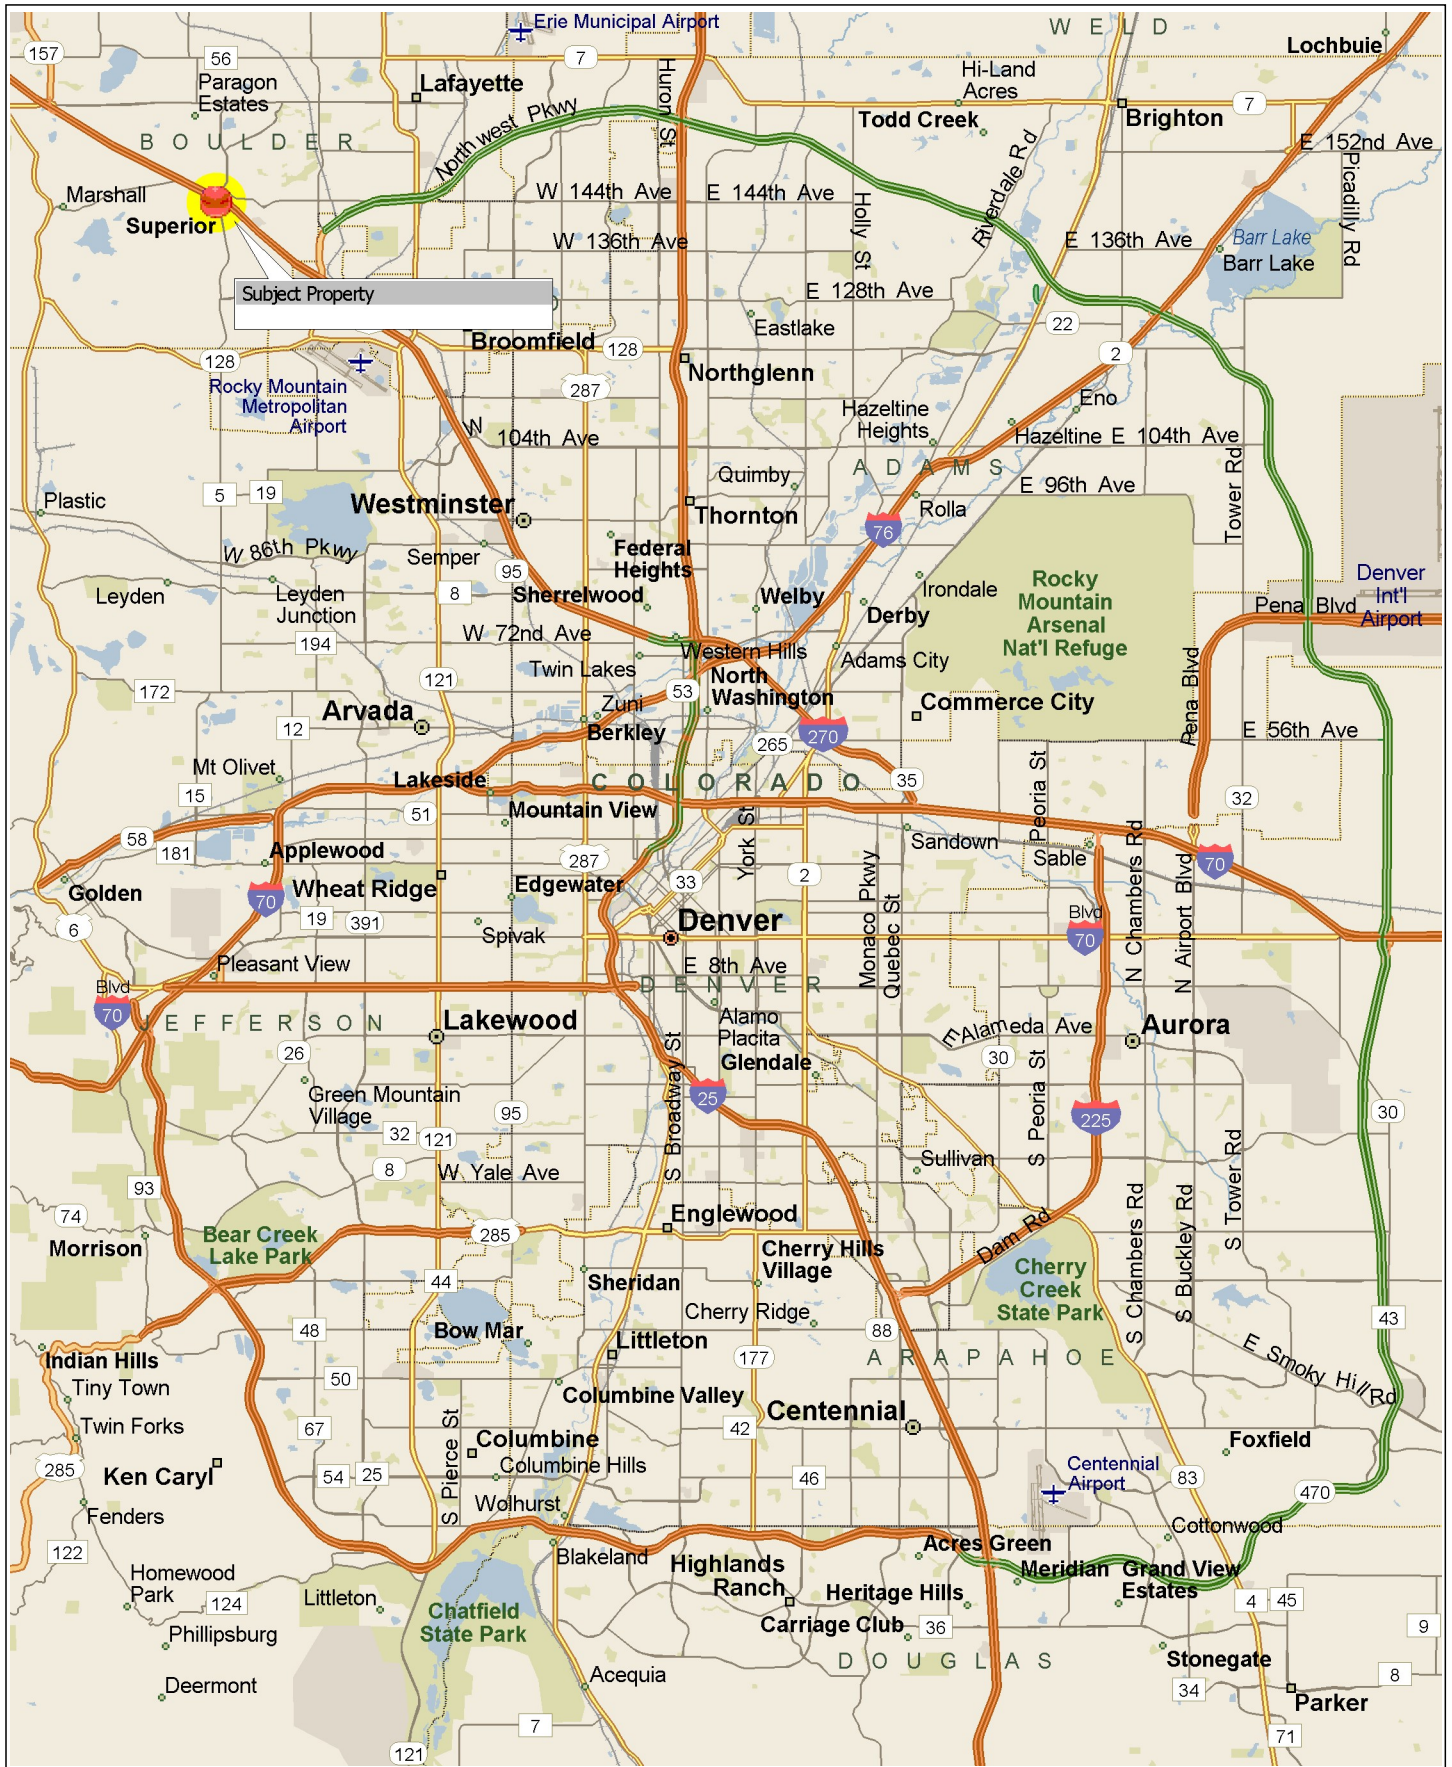 Erie Municipal Airport
W E L D
Lochbuie
157
56
7
Paragon
Estates
Lafayette
Huron St
Hi-Land
Acres
7
Brighton
Todd Creek
North west Pkwy
B O U L D E R
E 152nd Ave
Picadilly Rd
Riverdale Rd
Marshall
W 144th Ave
E 144th Ave
Holly St
Superior
W 136th Ave
E 136th Ave
Barr Lake
Barr Lake
Subject Property
E 128th Ave
Eastlake
22
Broomfield
128
128
2
Northglenn
Rocky Mountain
Metropolitan
Airport
287
Eno
Hazeltine
Heights
W 104th Ave
Hazeltine
E 104th Ave
A D A M S
Quimby
E 96th Ave
Tower Rd
5
19
Plastic
Westminster
Thornton
Rolla
76
W 86th Pkwy
Semper
Federal
Heights
95
Leyden
Leyden
Junction
8
Sherrelwood
Welby
Irondale
Derby
Rocky
Mountain
Arsenal
Nat'l Refuge
Denver
Int'l
Airport
Pena Blvd
194
W 72nd Ave
Western Hills
Adams City
Twin Lakes
121
172
53
North
Washington
Pena Blvd
Zuni
Commerce City
Arvada
12
Berkley
265
270
E 56th Ave
Mt Olivet
Lakeside
C O L O R A D O
35
Peoria St
15
32
51
Mountain View
58
181
York St
Sandown
Sable
N Chambers Rd
Applewood
287
70
Golden
70
Wheat Ridge
Edgewater
33
2
Monaco Pkwy
Quebec St
N Airport Blvd
19
391
6
Denver
Blvd
70
Spivak
Pleasant View
E 8th Ave
Blvd
70
D E N V E R
J E F F E R S O N
Lakewood
Alamo
Placita
E Alameda Ave
Aurora
26
Glendale
30
Green Mountain
Village
S Broadway St
25
S Peoria St
225
30
95
32
121
8
W Yale Ave
Sullivan
S Tower Rd
93
S Chambers Rd
S Buckley Rd
74
Morrison
Bear Creek
Lake Park
285
Englewood
Dam Rd
Cherry Hills
Village
Cherry
Creek
State Park
44
Sheridan
Cherry Ridge
48
Bow Mar
Littleton
88
43
Indian Hills
177
A R A P A H O E
E Smoky Hill Rd
Tiny Town
50
Columbine Valley
Twin Forks
67
S Pierce St
42
Centennial
Columbine
Foxfield
285
Ken Caryl
54
25
Columbine Hills
46
Centennial
Airport
83
Fenders
Wolhurst
470
Cottonwood
122
Blakeland
Acres Green
Homewood
Park
Highlands
Ranch
Meridian
Grand View
Estates
124
Littleton
Chatfield
State Park
Heritage Hills
4
45
Carriage Club
36
9
Phillipsburg
D O U G L A S
Stonegate
Acequia
8
Deermont
34
Parker
7
71
121